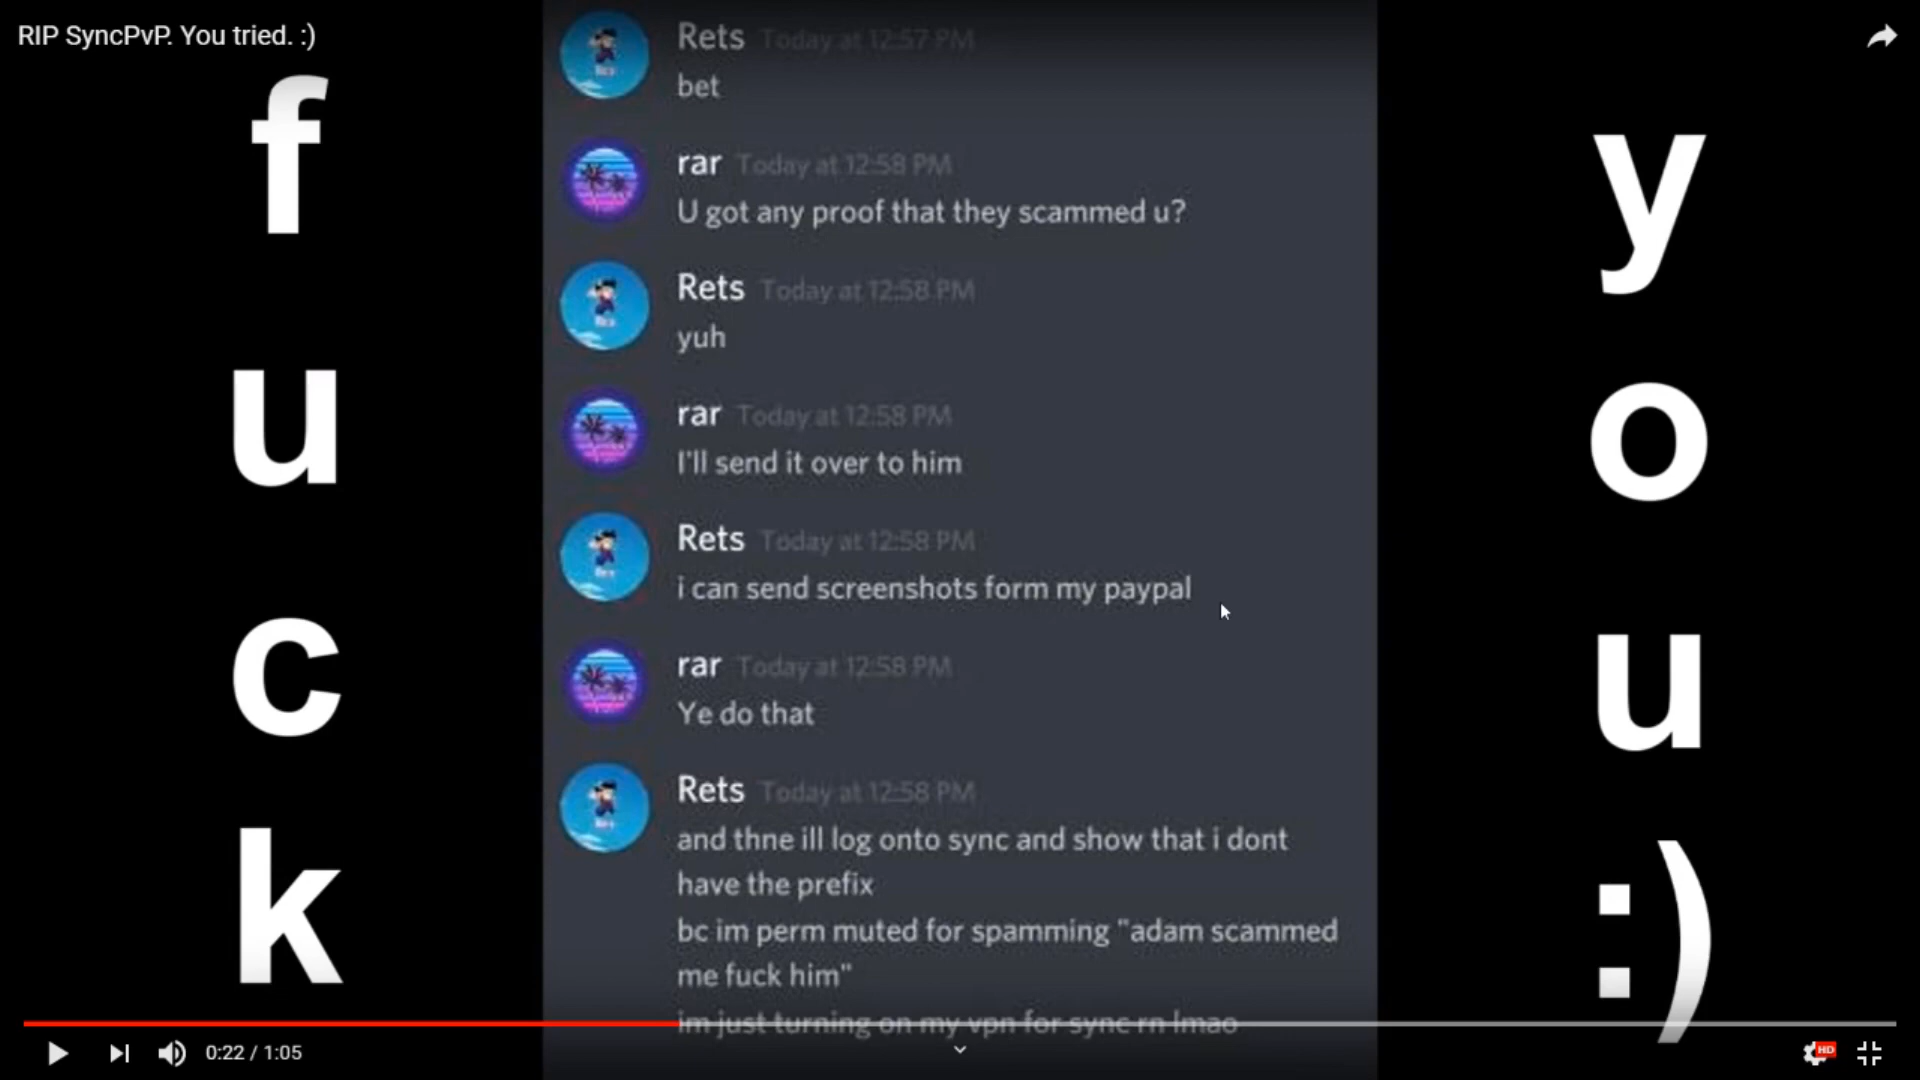 RIP SyncPvP. You tried. :)
f
u
c
k
Rets Today at 12:57 PM
bet
rar Today at 12:58 PM
U got any proof that they scammed u?
Rets Today at 12:58 PM
yuh
rar Today at 12:58 PM
I'll send it over to him
Rets Today at 12:58 PM
i can send screenshots form my paypal
rar Today at 12:58 PM
Ye do that
Rets Today at 12:58 PM
and thne ill log onto sync and show that i dont
have the prefix
bc im perm muted for spamming "adam scammed
me fuck him"
im just turning on my vpn for sync rn lmao
y
o
u
:)
0:22 / 1:05
HD